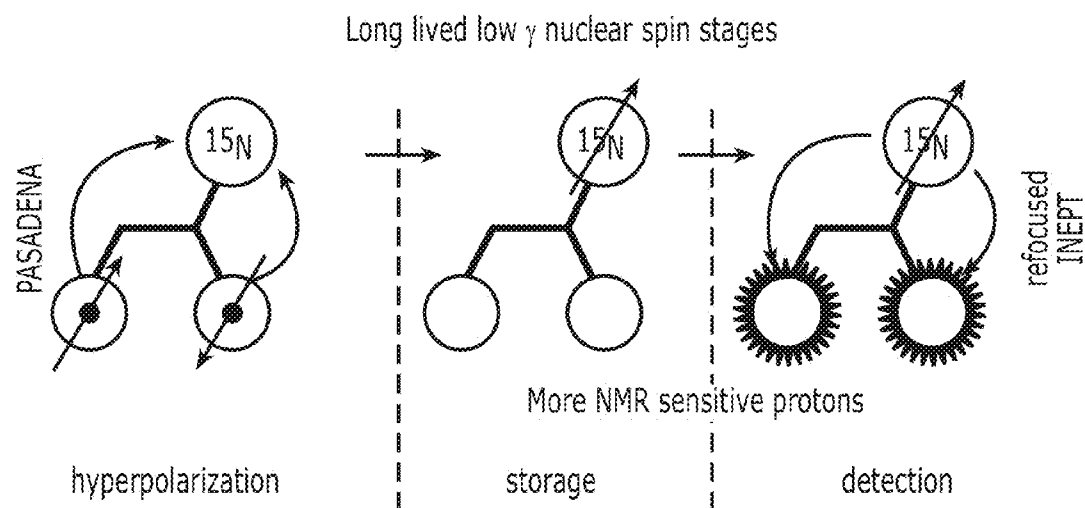 Long lived low γ nuclear spin stages
PASADENA
15N
15N
15N
refocused
INEPT
More NMR sensitive protons
hyperpolarization
storage
detection